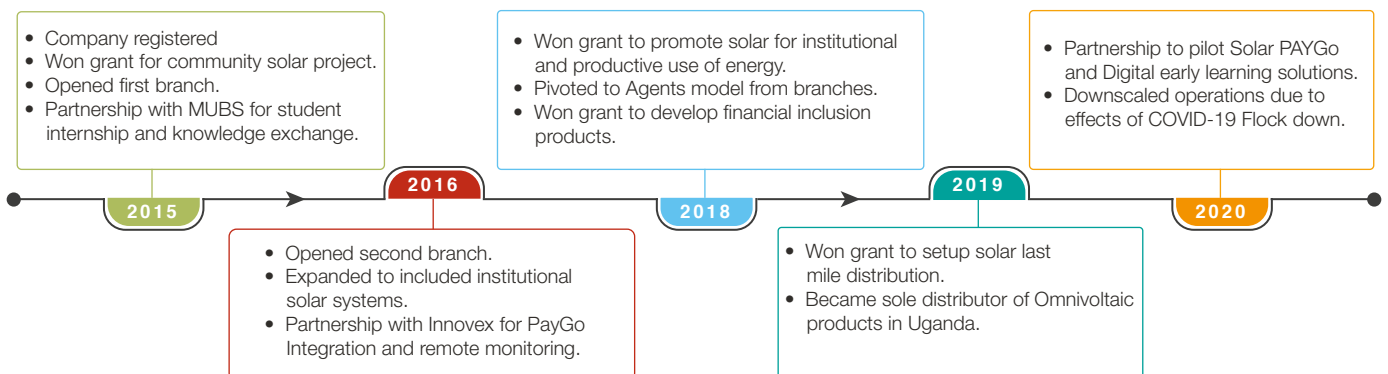 • Company registered
• Won grant for community solar project.
• Opened first branch.
• Partnership with MUBS for student
internship and knowledge exchange.
2015
2016
• Opened second branch.
• Expanded to included institutional
solar systems.
• Partnership with Innovex for PayGo
Integration and remote monitoring.
• Won grant to promote solar for institutional
and productive use of energy.
• Pivoted to Agents model from branches.
• Won grant to develop financial inclusion
products.
2018
2019
• Won grant to setup solar last
mile distribution.
• Became sole distributor of Omnivoltaic
products in Uganda.
• Partnership to pilot Solar PAYGo
and Digital early learning solutions.
• Downscaled operations due to
effects of COVID-19 Flock down.
2020